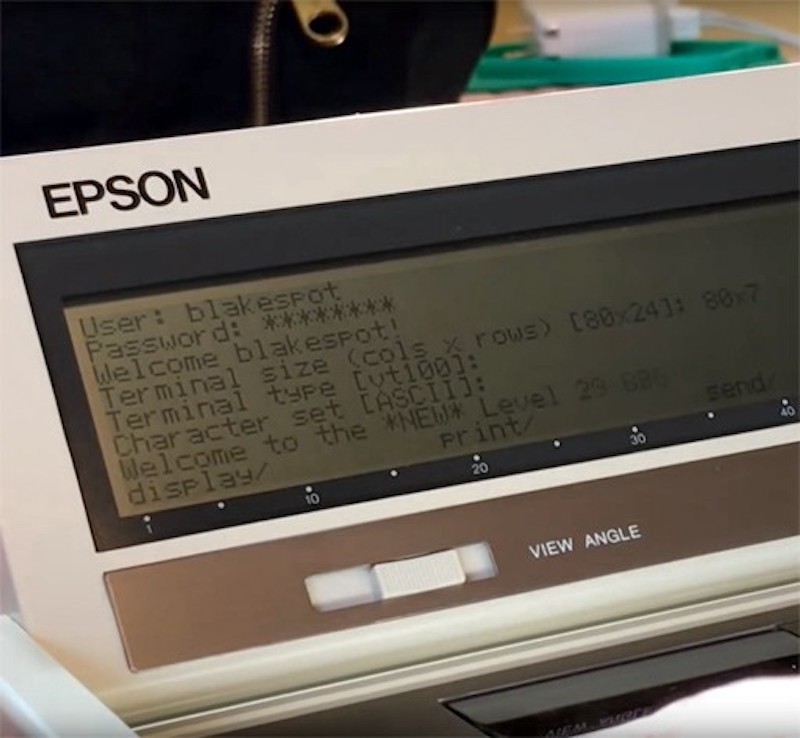 EPSON
User: blakespot
Password: ********
Welcome blakespot!
Terminal size (cols x rows) [80x24]: 80x7
Terminal type [vt100]:
Character set [ASCII]:
Welcome to the *NEW* Level 29
display/ print/ send/
1 10 20 30 40
VIEW ANGLE